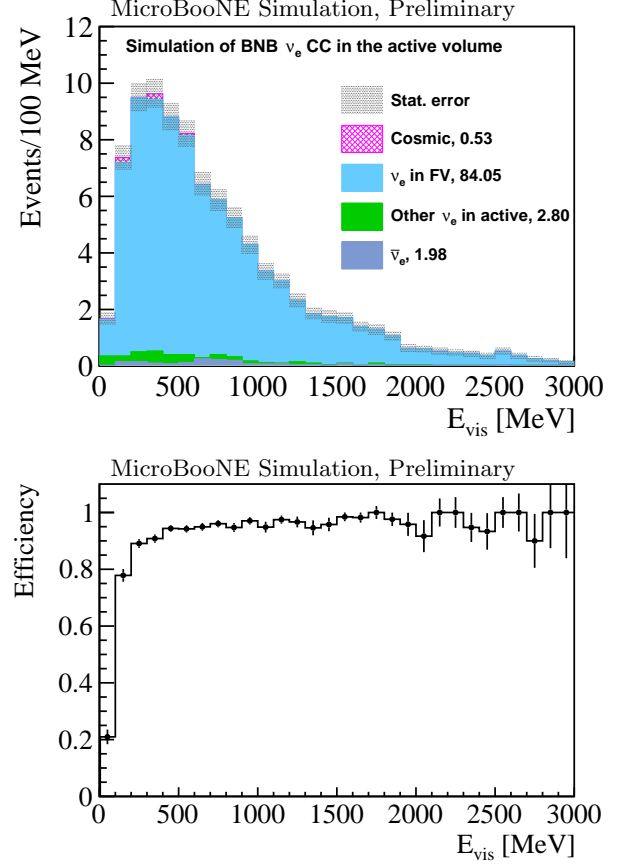 MicroBooNE Simulation, Preliminary
Simulation of BNB νe CC in the active volume
Events/100 MeV
12
10
8
6
4
2
0
Stat. error
Cosmic, 0.53
νe in FV, 84.05
Other νe in active, 2.80
ν̅e, 1.98
0 500 1000 1500 2000 2500 3000
Evis [MeV]
MicroBooNE Simulation, Preliminary
Efficiency
1
0.8
0.6
0.4
0.2
0
0 500 1000 1500 2000 2500 3000
Evis [MeV]